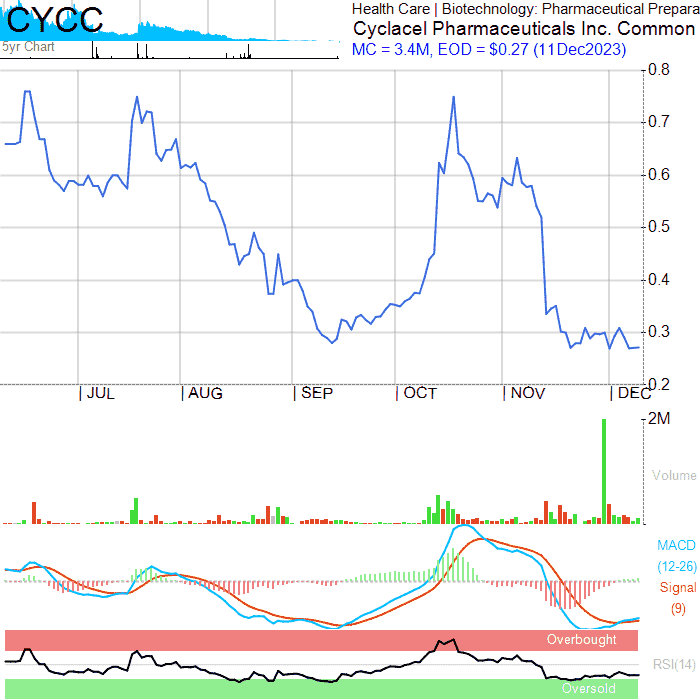 CYCC
Health Care | Biotechnology: Pharmaceutical Prepara
Cyclacel Pharmaceuticals Inc. Common
5yr Chart
MC = 3.4M, EOD = $0.27 (11Dec2023)
0.8
0.7
0.6
0.5
0.4
0.3
0.2
| JUL
| AUG
| SEP
| OCT
| NOV
| DEC
2M
Volume
MACD
(12-26)
Signal
(9)
Overbought
RSI(14)
Oversold